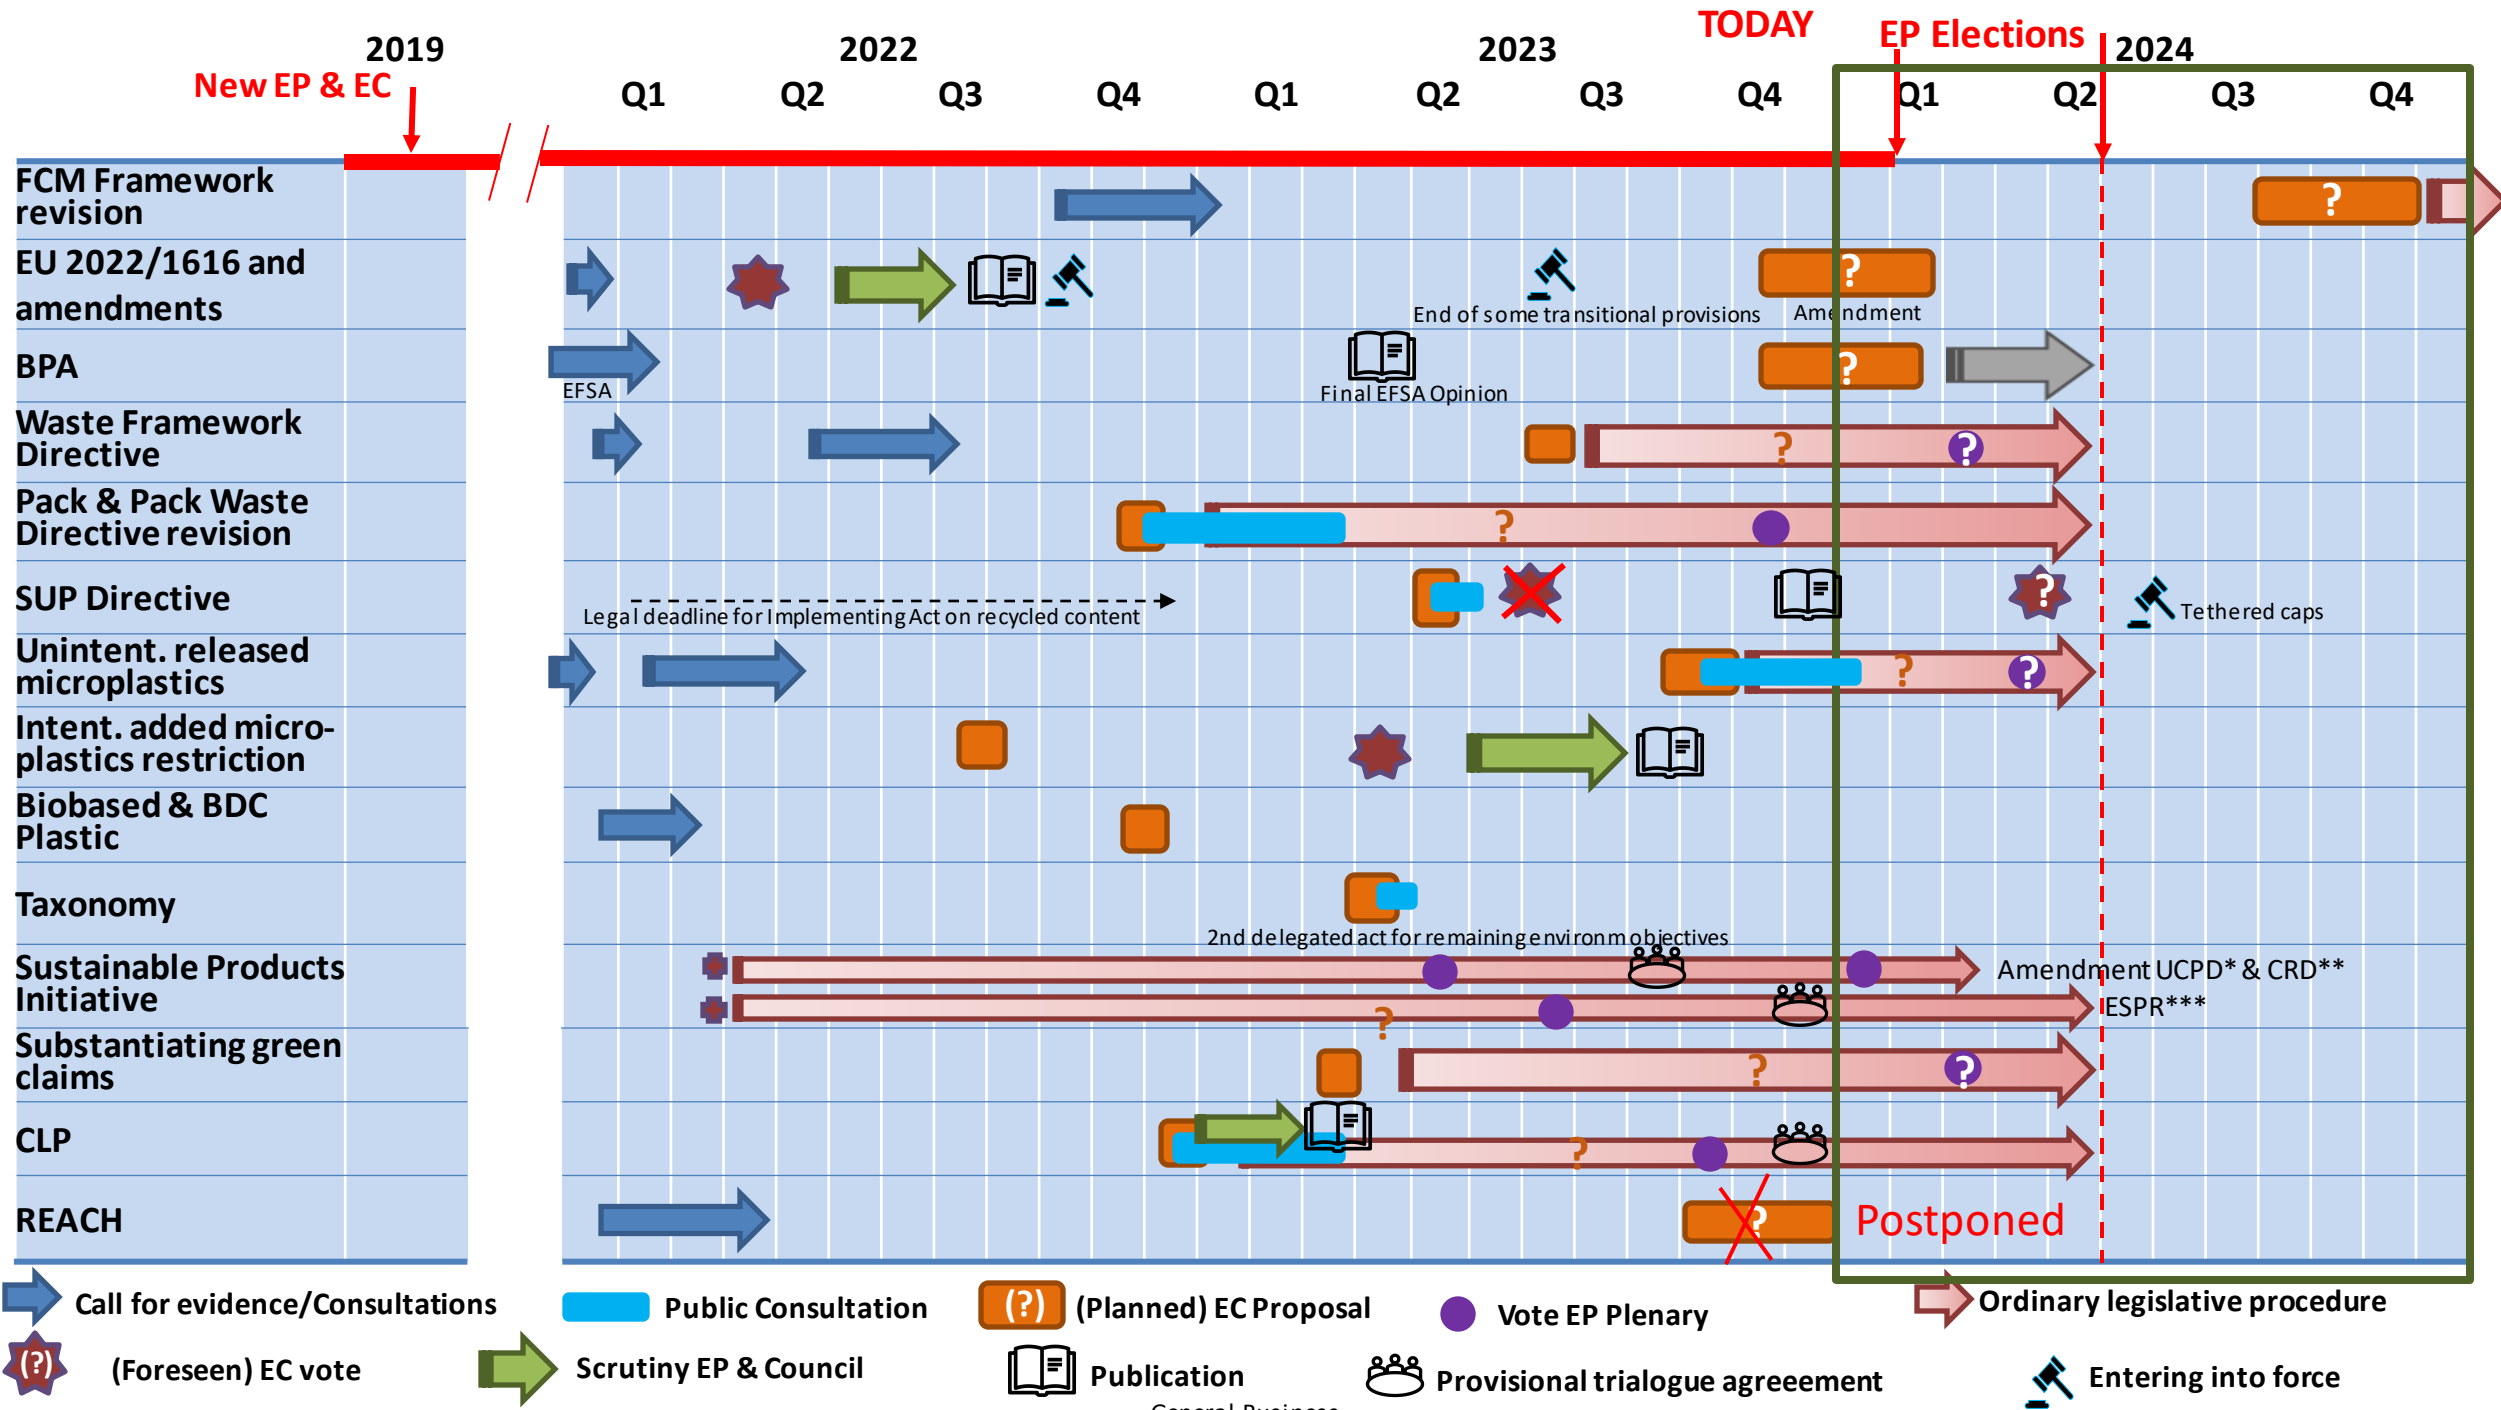 TODAY
EP Elections
2019
2022
2023
2024
New EP & EC
Q1
Q2
Q3
Q4
Q1
Q2
Q3
Q4
Q1
Q2
Q3
Q4
FCM Framework
revision
?
EU 2022/1616 and
amendments
?
End of some transitional provisions
Amendment
BPA
EFSA
Final EFSA Opinion
?
Waste Framework
Directive
?
?
Pack & Pack Waste
Directive revision
?
SUP Directive
Legal deadline for Implementing Act on recycled content
?
Tethered caps
Unintent. released
microplastics
?
?
Intent. added micro-
plastics restriction
Biobased & BDC
Plastic
Taxonomy
2nd delegated act for remaining environm objectives
Sustainable Products
Initiative
Amendment UCPD* & CRD**
ESPR***
?
Substantiating green
claims
?
?
CLP
?
REACH
?
Postponed
Call for evidence/Consultations
Public Consultation
(?)
(Planned) EC Proposal
Vote EP Plenary
Ordinary legislative procedure
(?)
(Foreseen) EC vote
Scrutiny EP & Council
Publication
Provisional trialogue agreeement
Entering into force
General Business